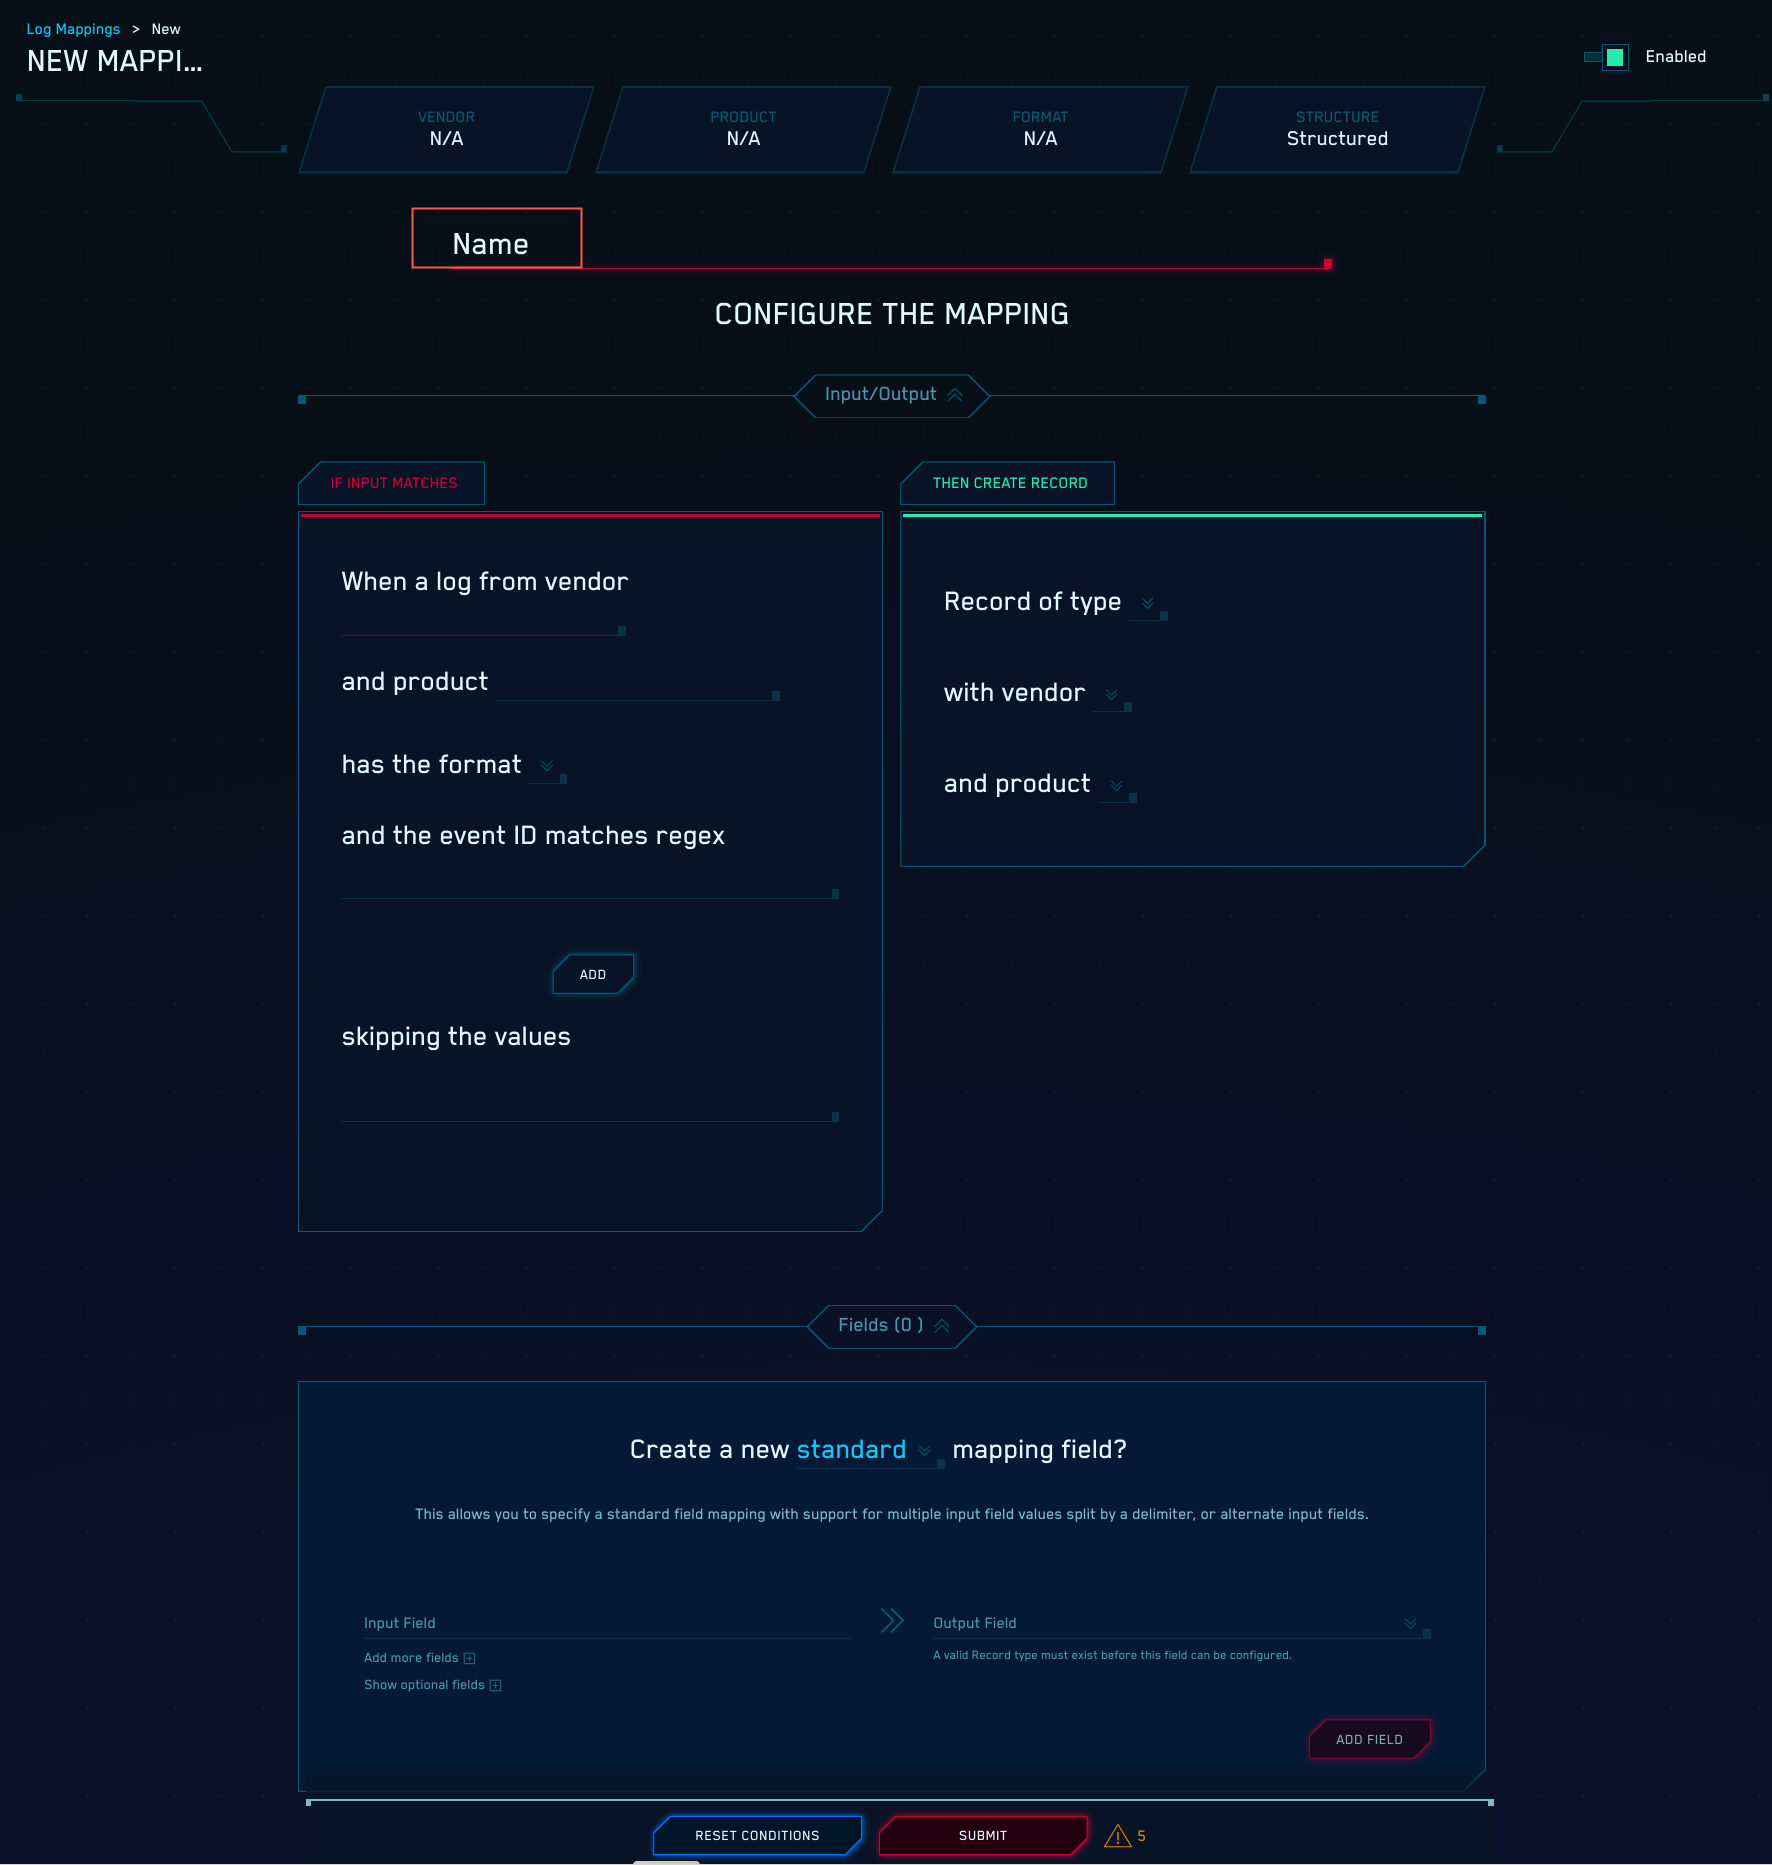 Log Mappings > New
NEW MAPPI...
Enabled
VENDOR
N/A
PRODUCT
N/A
FORMAT
N/A
STRUCTURE
Structured
Name
CONFIGURE THE MAPPING
Input/Output
IF INPUT MATCHES
When a log from vendor
and product
has the format
and the event ID matches regex
ADD
skipping the values
THEN CREATE RECORD
Record of type
with vendor
and product
Fields (0 )
Create a new standard mapping field?
This allows you to specify a standard field mapping with support for multiple input field values split by a delimiter, or alternate input fields.
Input Field
Add more fields
Show optional fields
Output Field
A valid Record type must exist before this field can be configured.
ADD FIELD
RESET CONDITIONS
SUBMIT
5